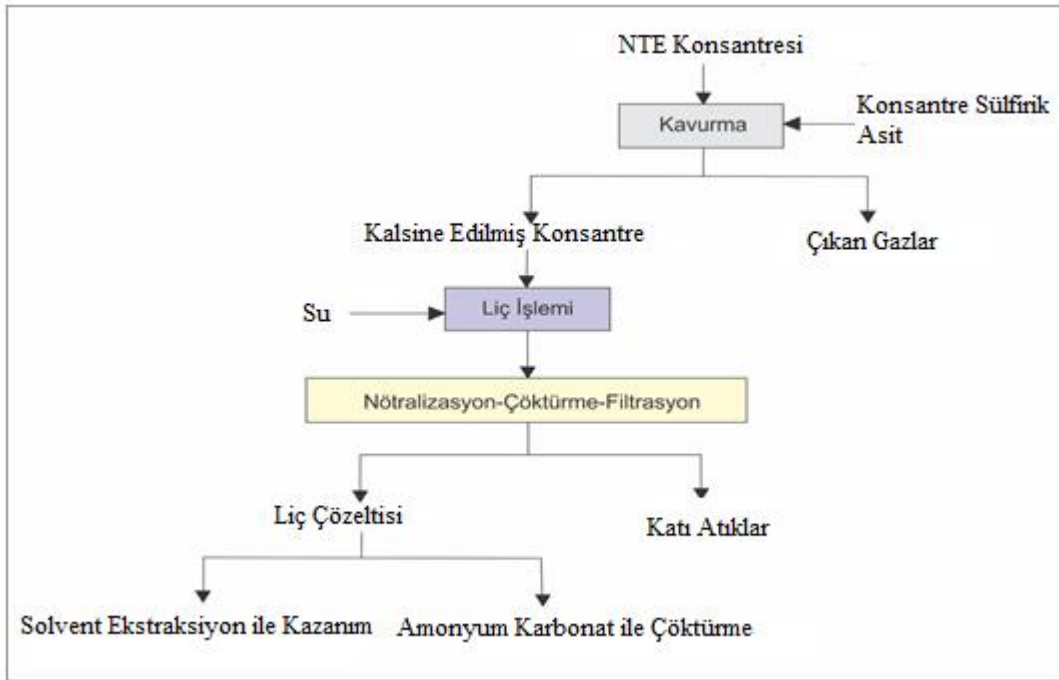 NTE Konsantresi
Konsantre Sülfirik
Asit
Kavurma
Kalsine Edilmiş Konsantre
Çıkan Gazlar
Su
Liç İşlemi
Nötralizasyon-Çöktürme-Filtrasyon
Liç Çözeltisi
Katı Atıklar
Solvent Ekstraksiyon ile Kazanım
Amonyum Karbonat ile Çöktürme